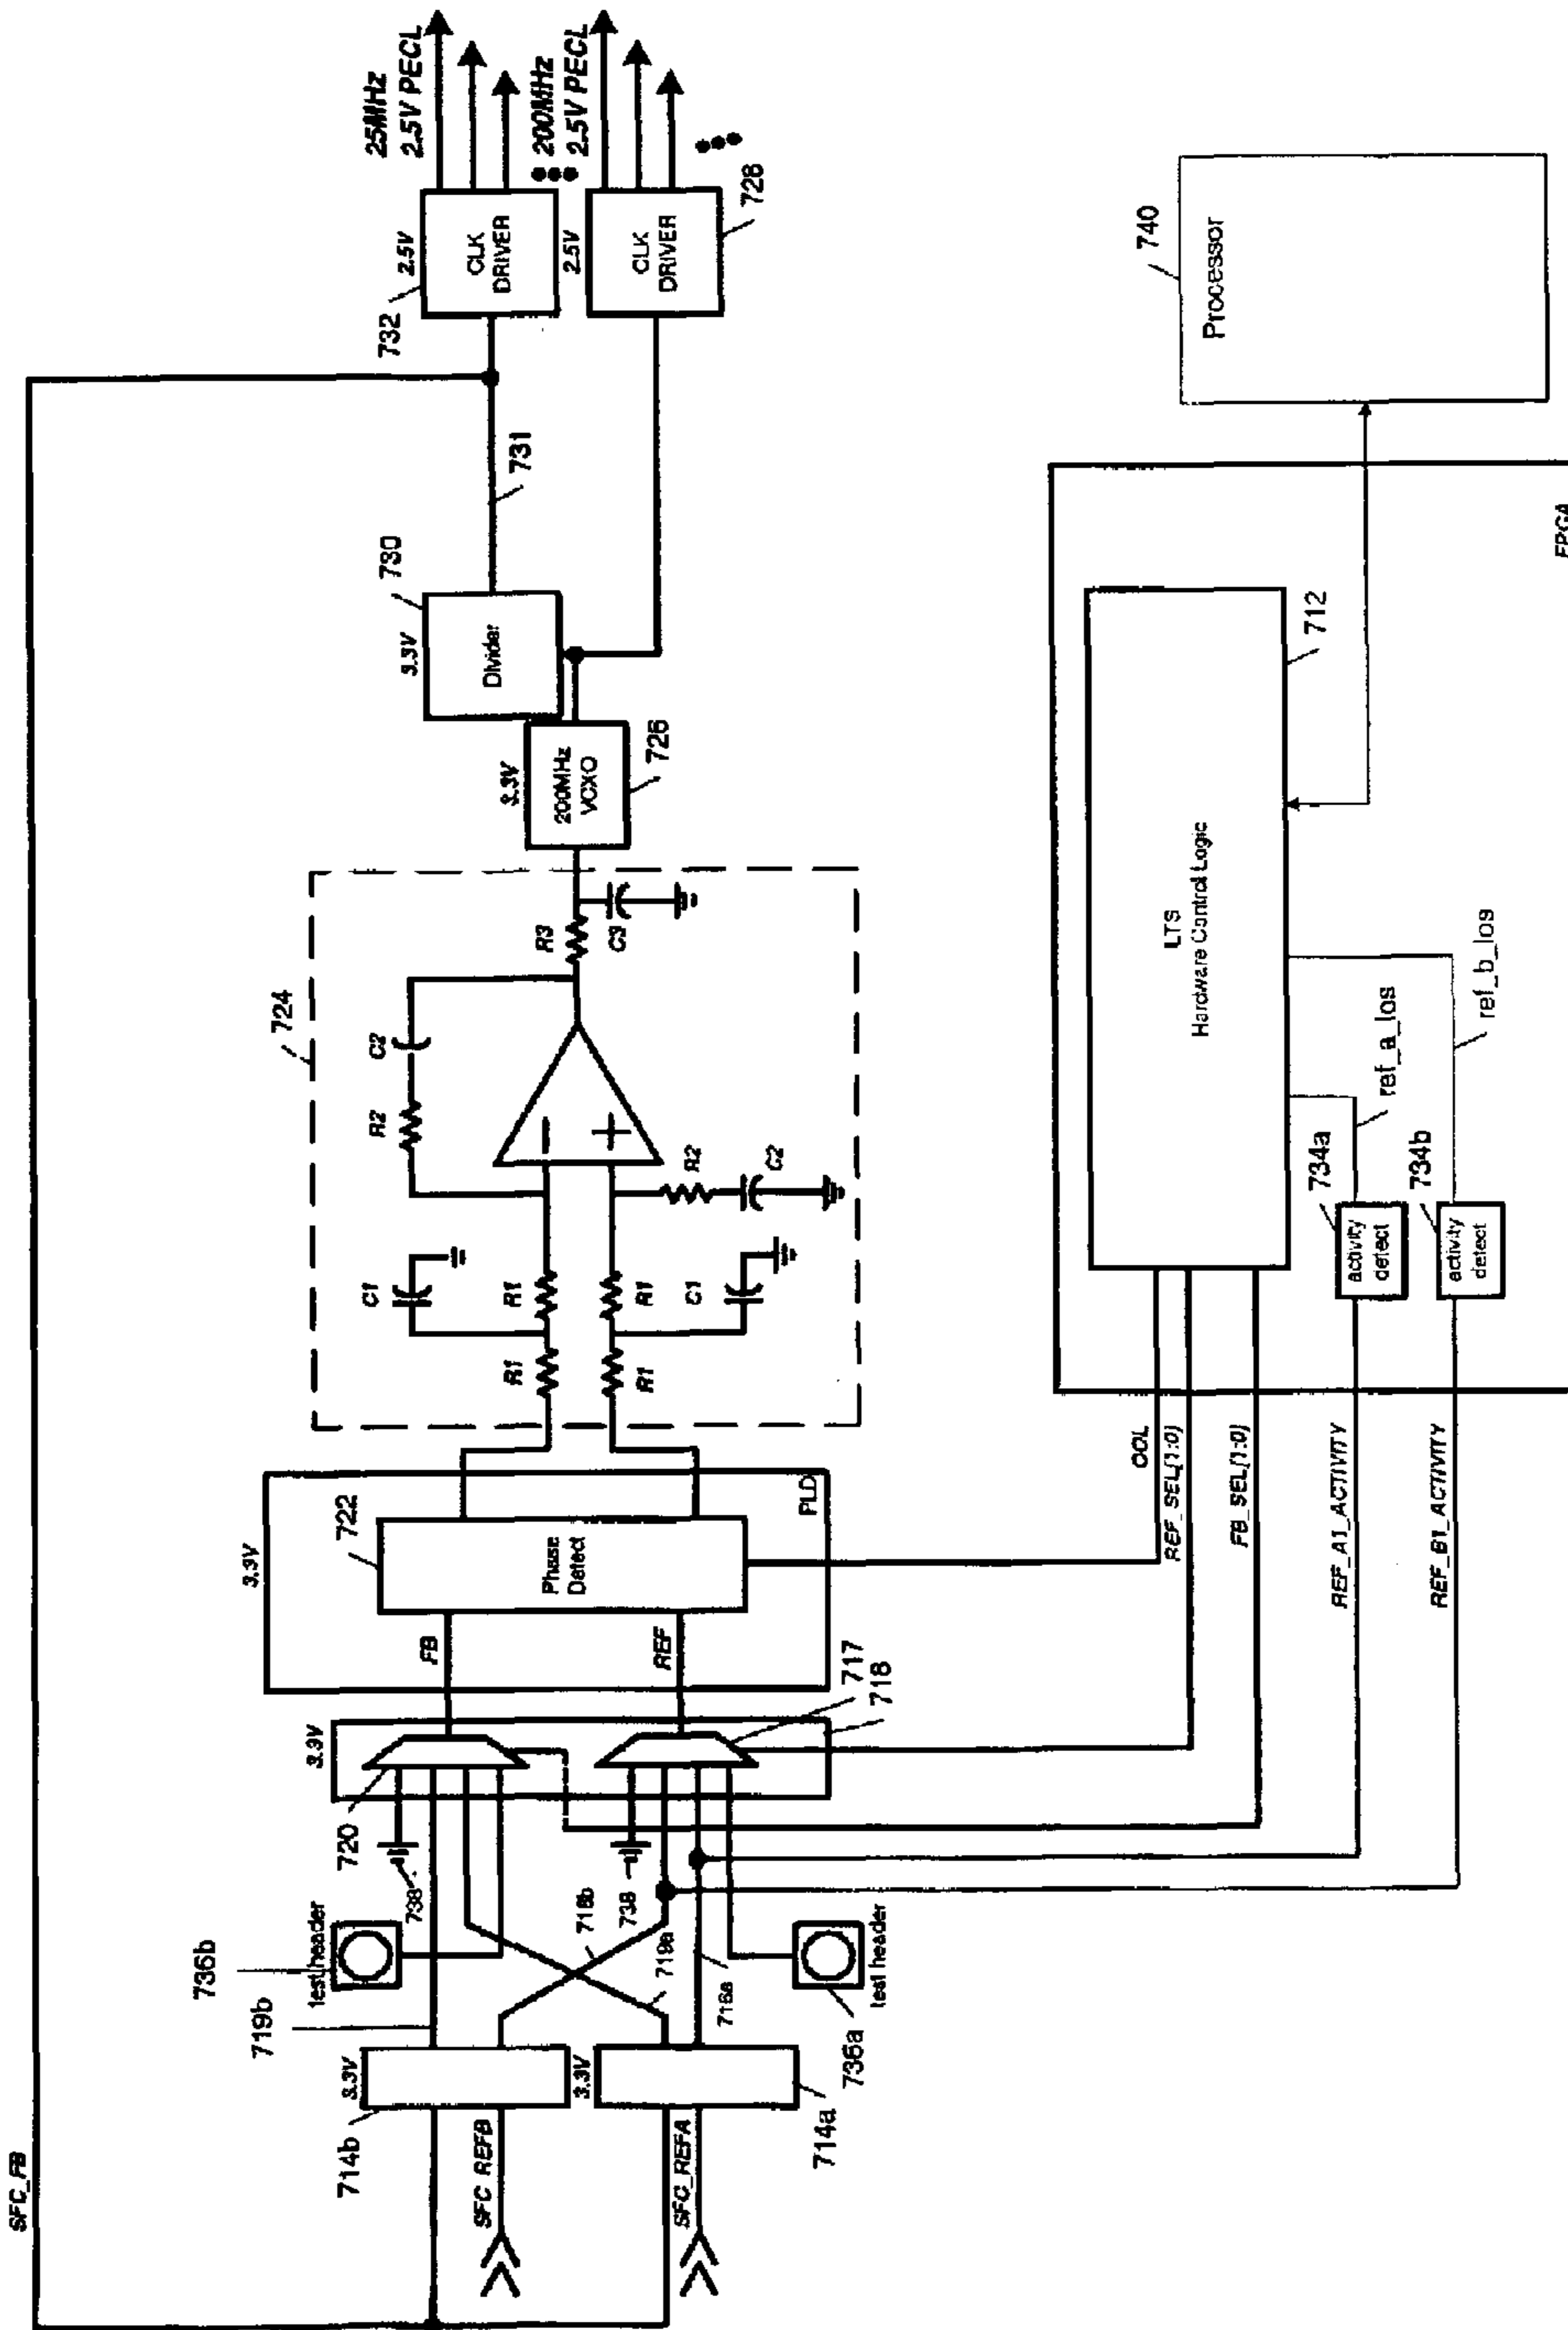 SFC_FB
25MHz
2.5V PECL
200MHz
2.5V PECL
2.5V
CLK
DRIVER
732
2.5V
CLK
DRIVER
728
731
730
3.3V
Divider
3.3V
200MHz
VCXO
726
724
R3
C3
C2
R2
R2
C2
C1
R1
R1
C1
R1
R1
3.3V
722
Phase
Detect
PLD
FB
REF
717
718
3.3V
720
738
738
736b
test header
719b
716b
719a
716a
test header
736a
3.3V
714b
3.3V
714a
SFC_REFB
SFC_REFA
740
Processor
712
LTS
Hardware Control Logic
FPGA
ref_b_los
ref_a_los
734a
activity
detect
734b
activity
detect
OOL
REF_SEL[1:0]
FB_SEL[1:0]
REF_A1_ACTIVITY
REF_B1_ACTIVITY